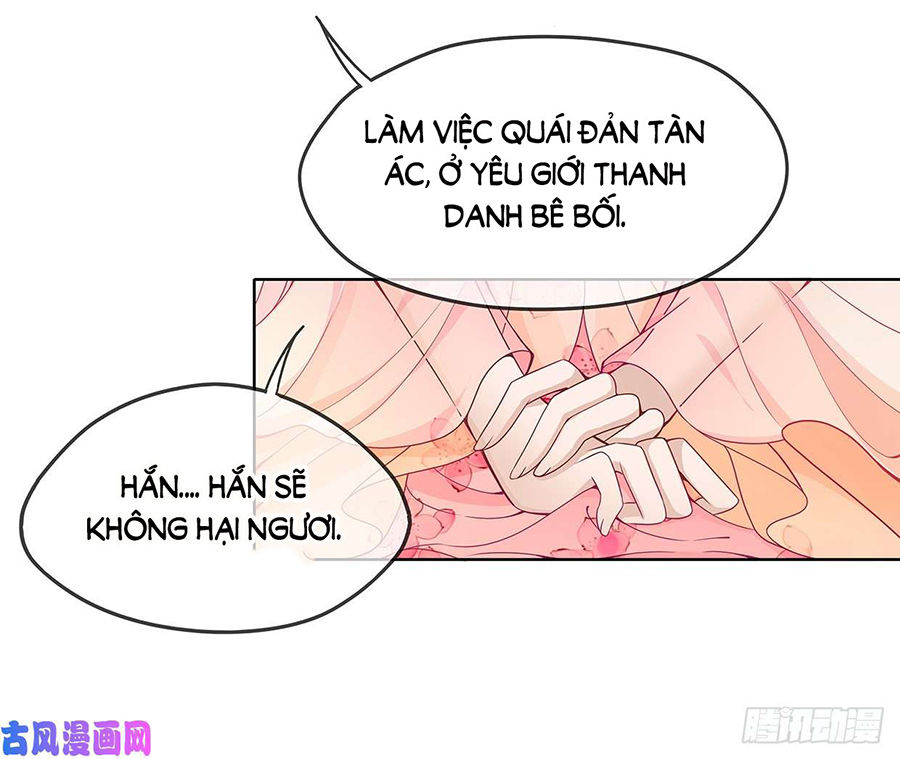 LÀM VIỆC QUÁI ĐẢN TÀN
ÁC, Ở YÊU GIỚI THANH
DANH BÊ BỐI.
HẮN.... HẮN SẼ
KHÔNG HẠI NGƯƠI.
古风漫画网
腾讯动漫